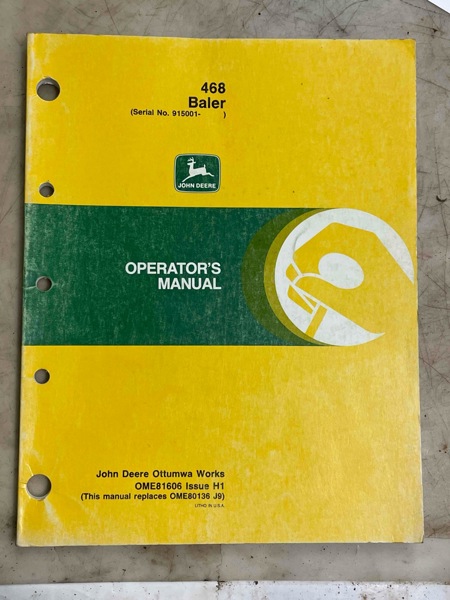 468
Baler
(Serial No. 915001-      )
JOHN DEERE
OPERATOR'S
MANUAL
John Deere Ottumwa Works
OME81606 Issue H1
(This manual replaces OME80136 J9)
LITHO IN U.S.A.